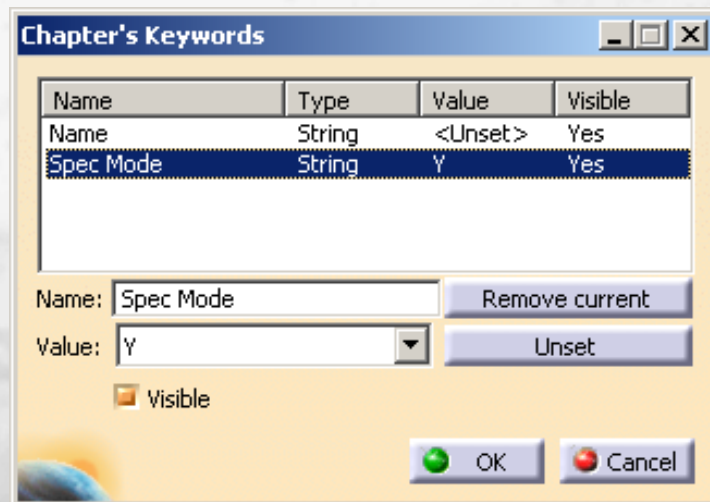 Chapter's Keywords
Name Type Value Visible
Name String <Unset> Yes
Spec Mode String Y Yes
Name: Spec Mode Remove current
Value: Y Unset
Visible
OK Cancel